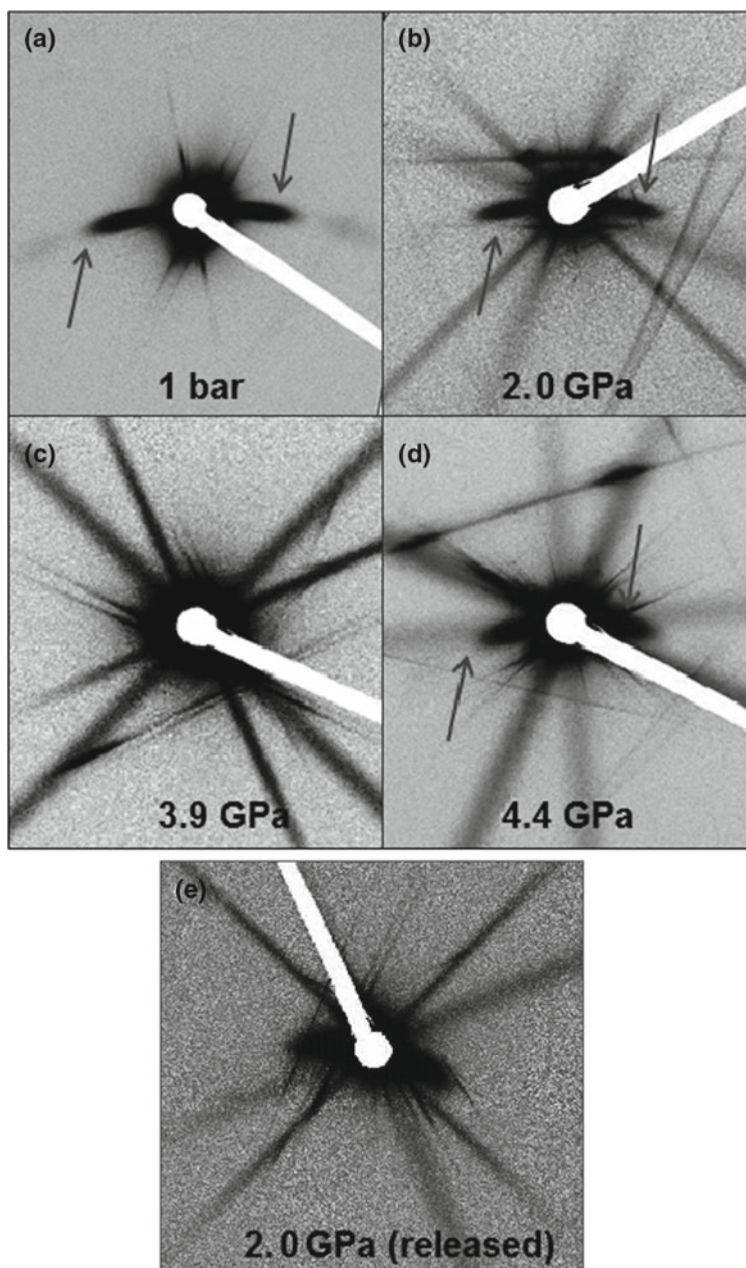 (a)
1 bar
(b)
2.0 GPa
(c)
3.9 GPa
(d)
4.4 GPa
(e)
2.0 GPa (released)